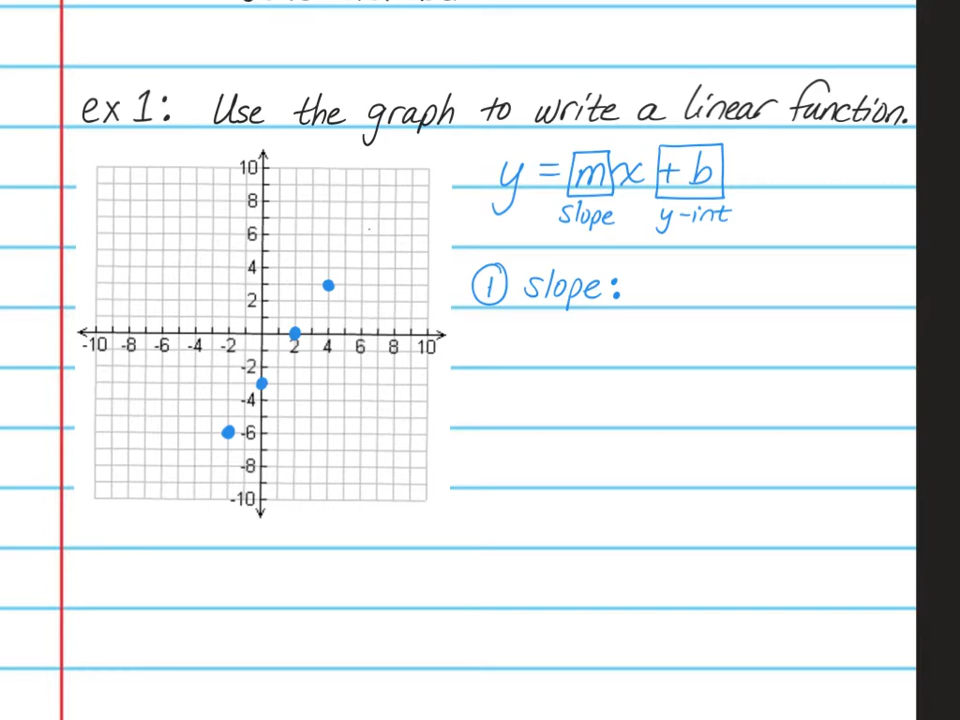 ex 1: Use the graph to write a linear function.
y = mx + b
slope y-int
① slope:
10
8
6
4
2
-10 -8 -6 -4 -2 2 4 6 8 10
-2
-4
-6
-8
-10